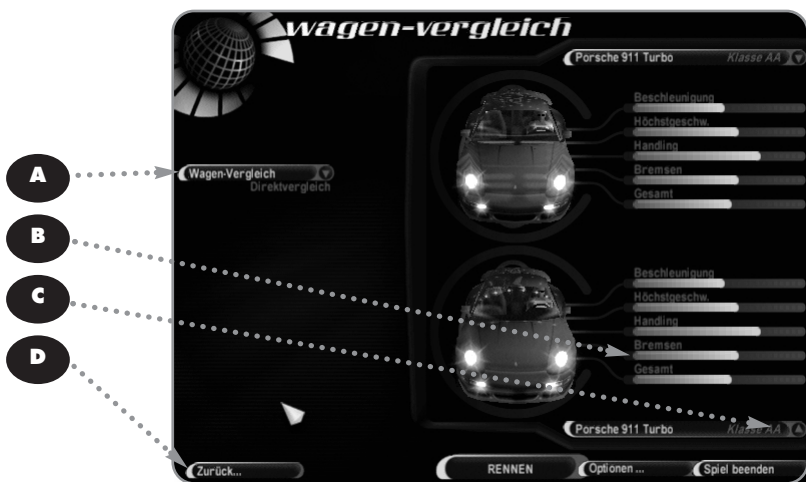 wagen-vergleich
Porsche 911 Turbo Klasse AA
Beschleunigung
Höchstgeschw.
Handling
Bremsen
Gesamt
A
Wagen-Vergleich
Direktvergleich
B
C
D
Beschleunigung
Höchstgeschw.
Handling
Bremsen
Gesamt
Porsche 911 Turbo Klasse AA
Zurück...
RENNEN
Optionen ...
Spiel beenden